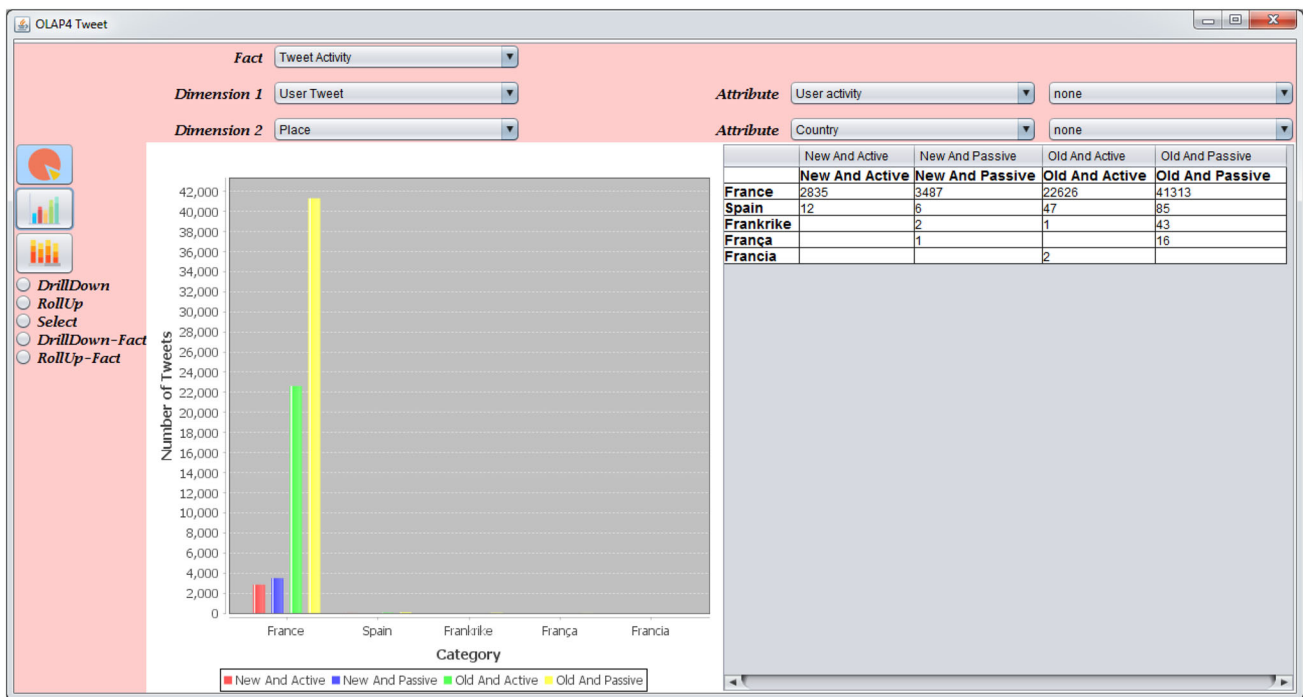 OLAP4 Tweet
Fact Tweet Activity
Dimension 1 User Tweet Attribute User activity none
Dimension 2 Place Attribute Country none
DrillDown
RollUp
Select
DrillDown-Fact
RollUp-Fact
Number of Tweets
42,000
40,000
38,000
36,000
34,000
32,000
30,000
28,000
26,000
24,000
22,000
20,000
18,000
16,000
14,000
12,000
10,000
8,000
6,000
4,000
2,000
0
France Spain Frankrike França Francia
Category
New And Active New And Passive Old And Active Old And Passive
New And Active New And Passive Old And Active Old And Passive
New And Active New And Passive Old And Active Old And Passive
France 2835 3487 22626 41313
Spain 12 6 47 85
Frankrike 2 1 43
França 1 16
Francia 2